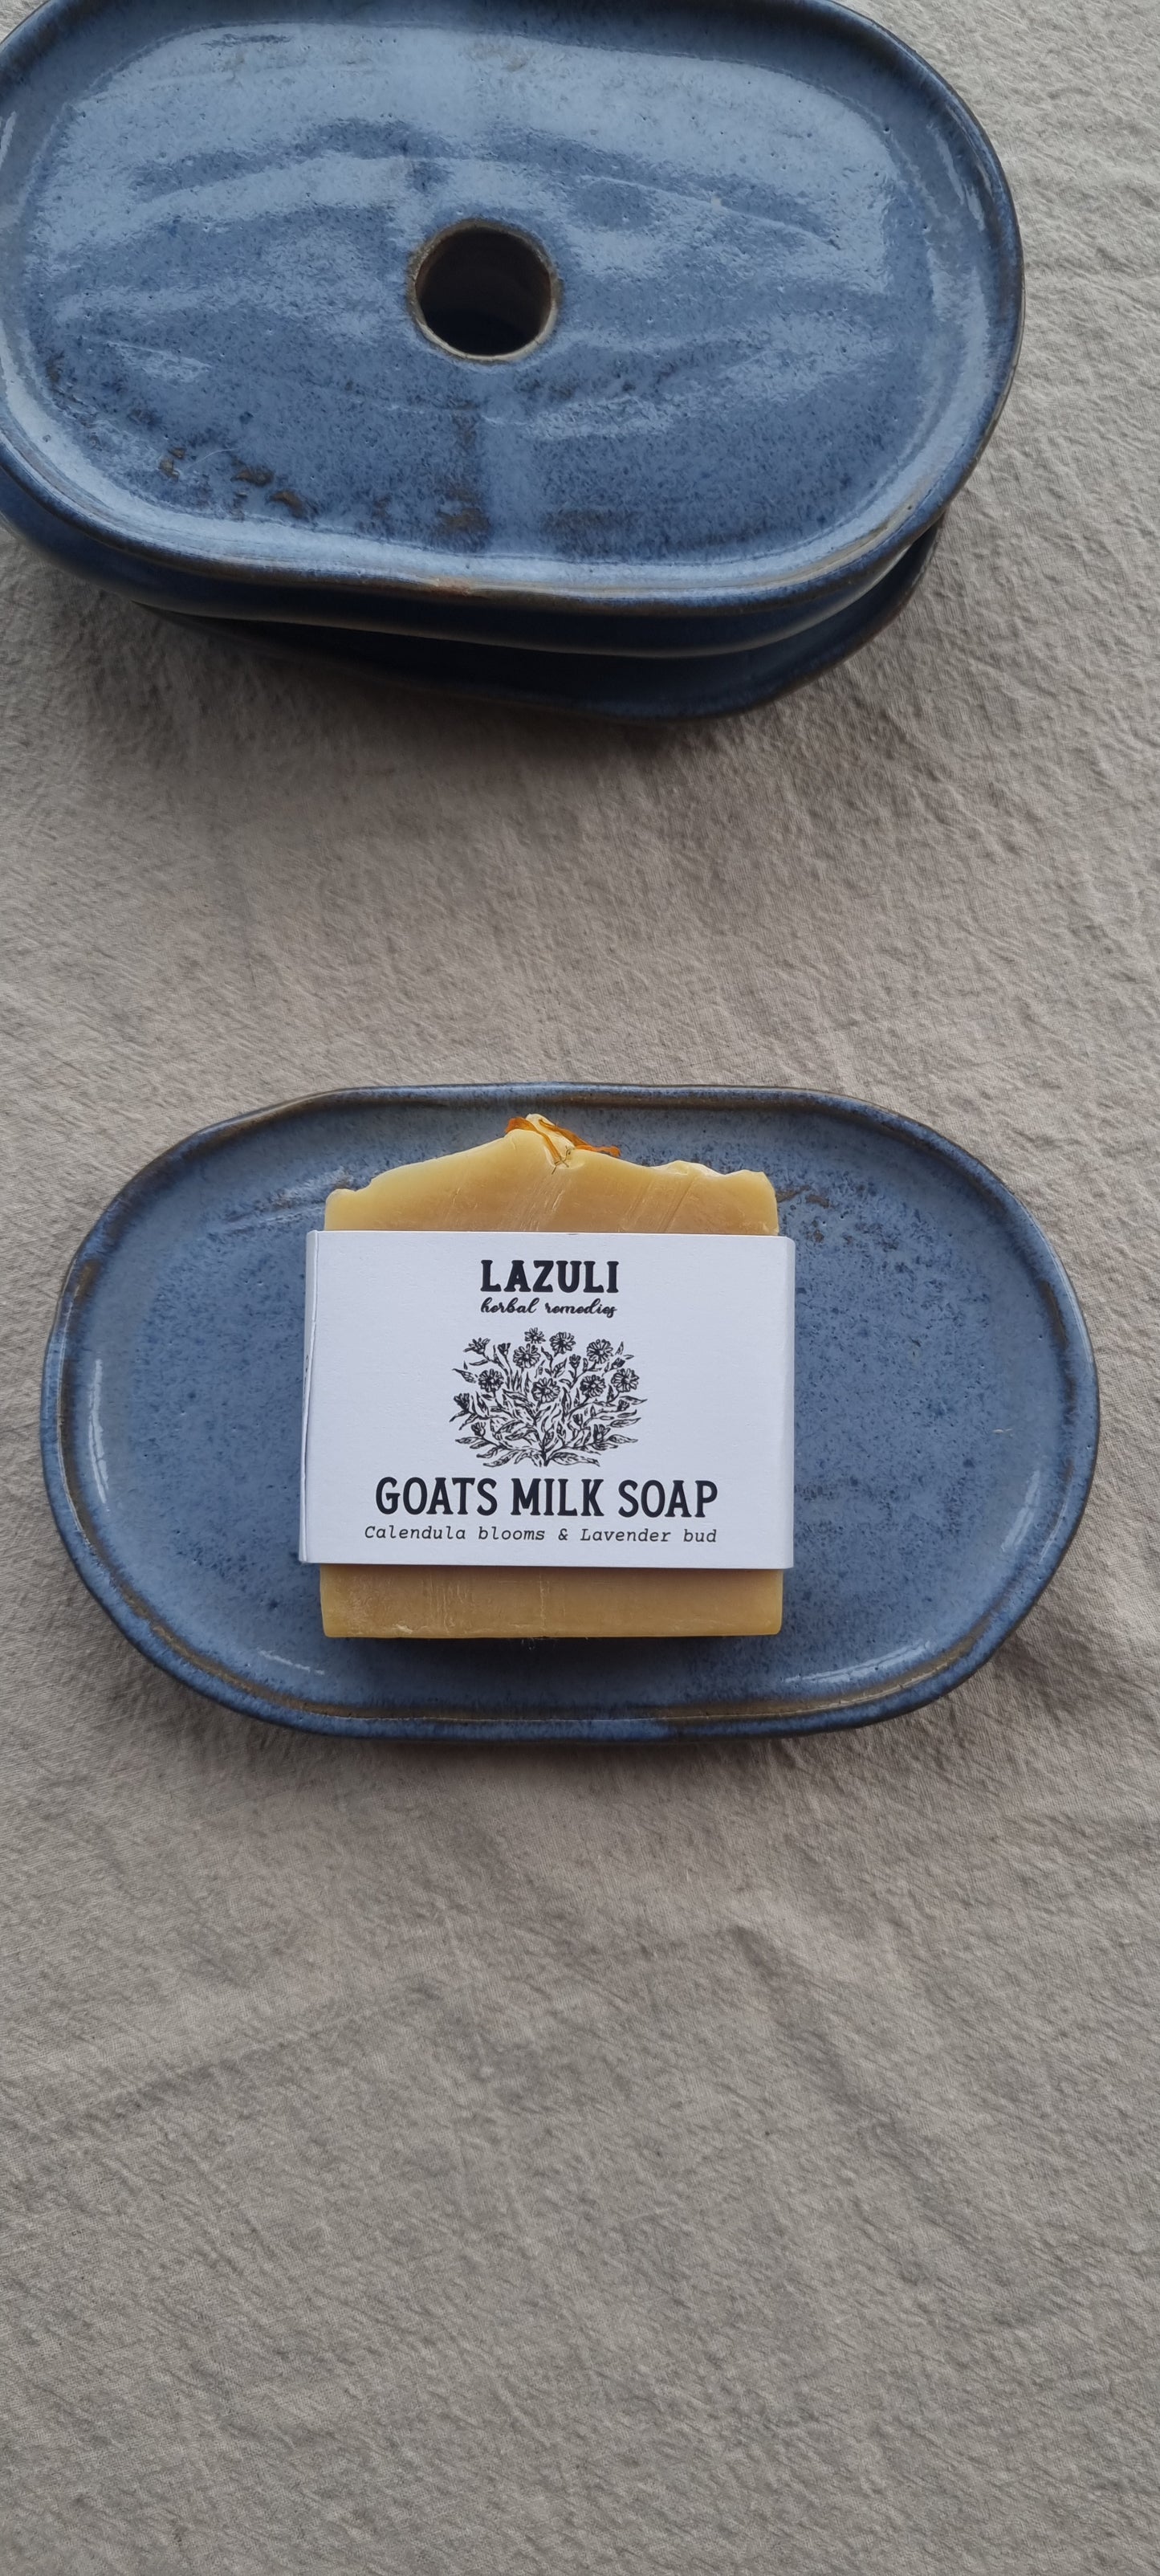 LAZULI
herbal remedies
GOATS MILK SOAP
Calendula blooms & Lavender bud